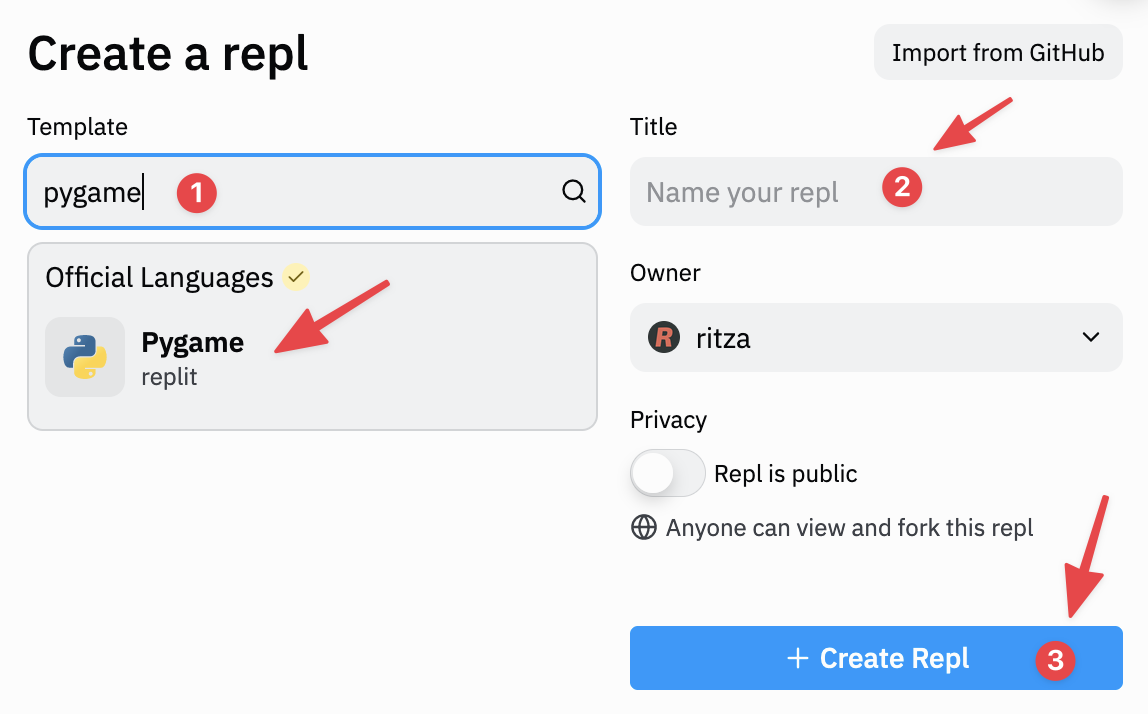 Create a repl
Import from GitHub
Template
pygame
1
Official Languages
Pygame
replit
Title
Name your repl
2
Owner
R ritza
Privacy
Repl is public
Anyone can view and fork this repl
+ Create Repl
3